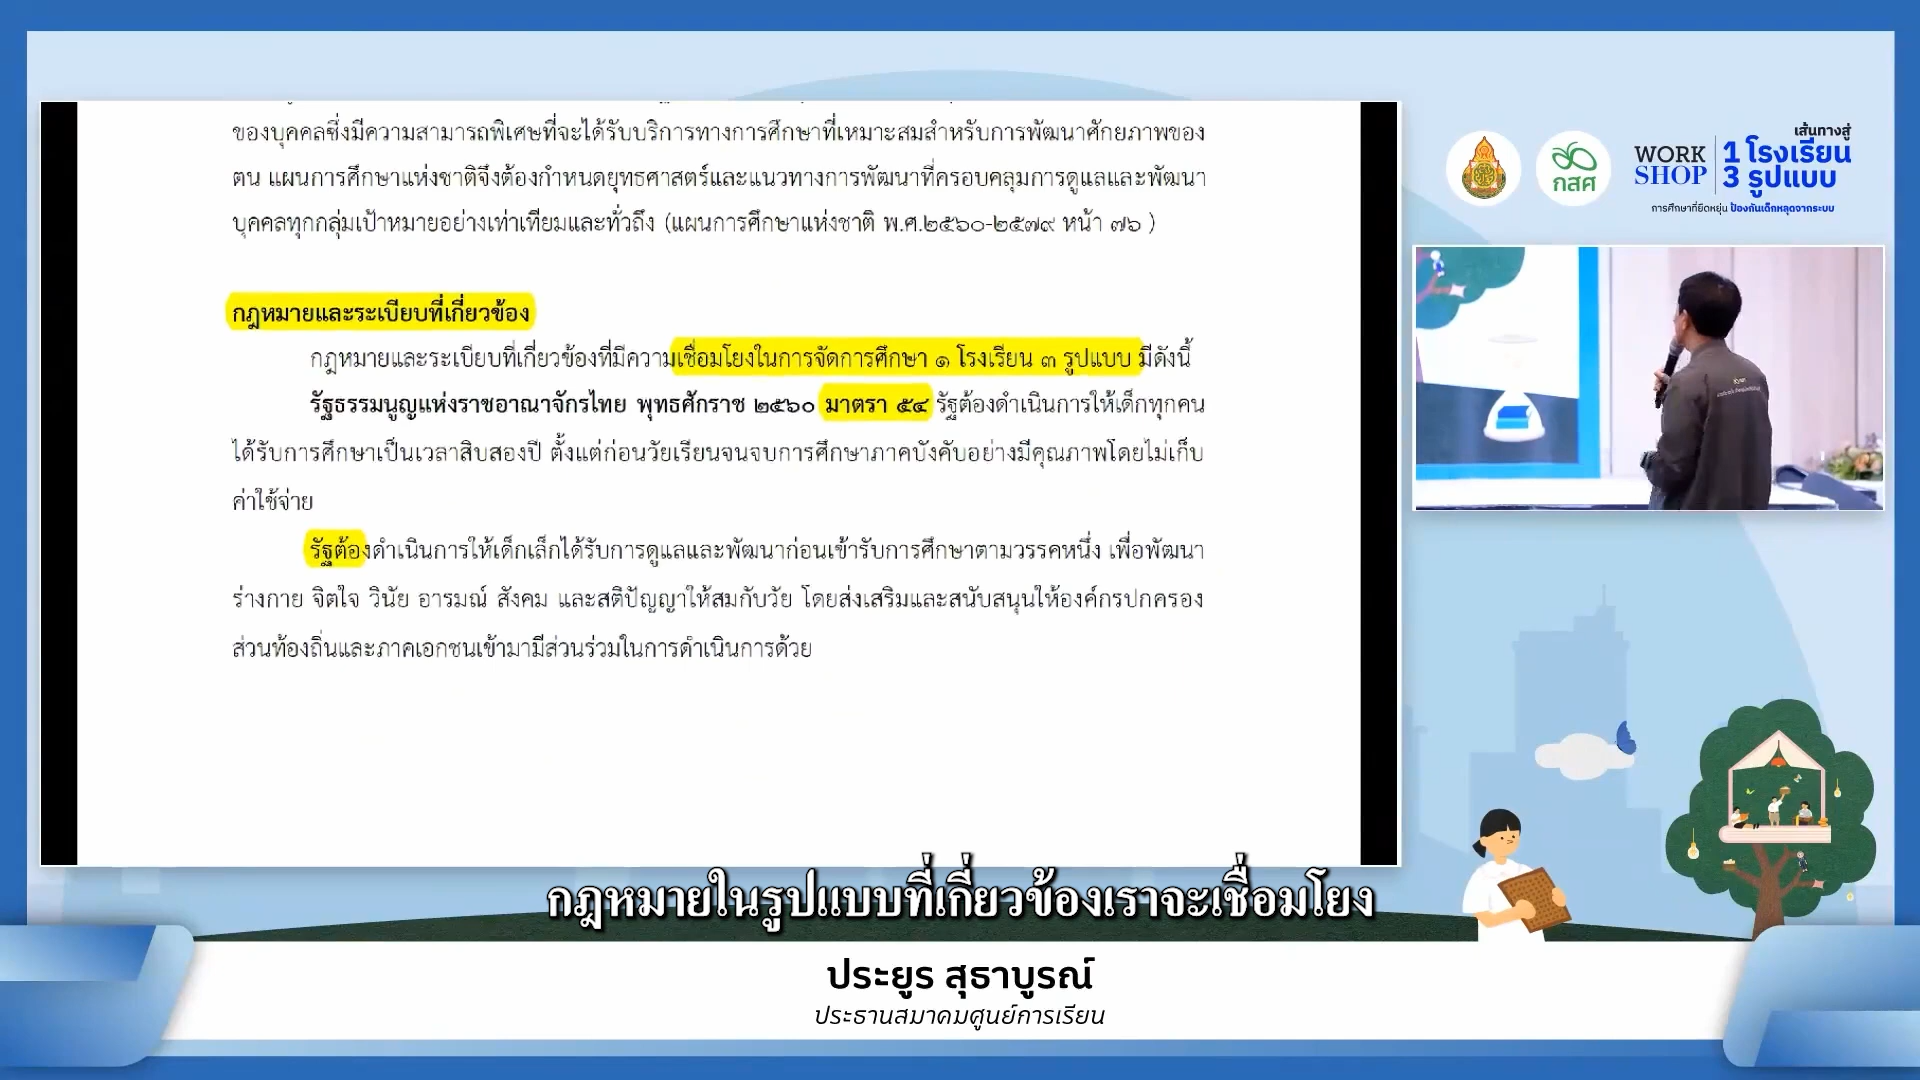 ของบุคคลซึ่งมีความสามารถพิเศษที่จะได้รับบริการทางการศึกษาที่เหมาะสมสำหรับการพัฒนาศักยภาพของ
ตน แผนการศึกษาแห่งชาติจึงต้องกำหนดยุทธศาสตร์และแนวทางการพัฒนาที่ครอบคลุมการดูแลและพัฒนา
บุคคลทุกกลุ่มเป้าหมายอย่างเท่าเทียมและทั่วถึง (แผนการศึกษาแห่งชาติ พ.ศ.๒๕๖๐-๒๕๗๙ หน้า ๗๖ )
กฎหมายและระเบียบที่เกี่ยวข้อง
กฎหมายและระเบียบที่เกี่ยวข้องที่มีความเชื่อมโยงในการจัดการศึกษา ๑ โรงเรียน ๓ รูปแบบ มีดังนี้
รัฐธรรมนูญแห่งราชอาณาจักรไทย พุทธศักราช ๒๕๖๐ มาตรา ๕๔ รัฐต้องดำเนินการให้เด็กทุกคน
ได้รับการศึกษาเป็นเวลาสิบสองปี ตั้งแต่ก่อนวัยเรียนจนจบการศึกษาภาคบังคับอย่างมีคุณภาพโดยไม่เก็บ
ค่าใช้จ่าย
รัฐต้องดำเนินการให้เด็กเล็กได้รับการดูแลและพัฒนาก่อนเข้ารับการศึกษาตามวรรคหนึ่ง เพื่อพัฒนา
ร่างกาย จิตใจ วินัย อารมณ์ สังคม และสติปัญญาให้สมกับวัย โดยส่งเสริมและสนับสนุนให้องค์กรปกครอง
ส่วนท้องถิ่นและภาคเอกชนเข้ามามีส่วนร่วมในการดำเนินการด้วย
กสศ
WORK
SHOP
เส้นทางสู่
1 โรงเรียน
3 รูปแบบ
การศึกษาที่ยืดหยุ่น ป้องกันเด็กหลุดจากระบบ
กฎหมายในรูปแบบที่เกี่ยวข้องเราจะเชื่อมโยง
ประยูร สุธาบูรณ์
ประธานสมาคมศูนย์การเรียน